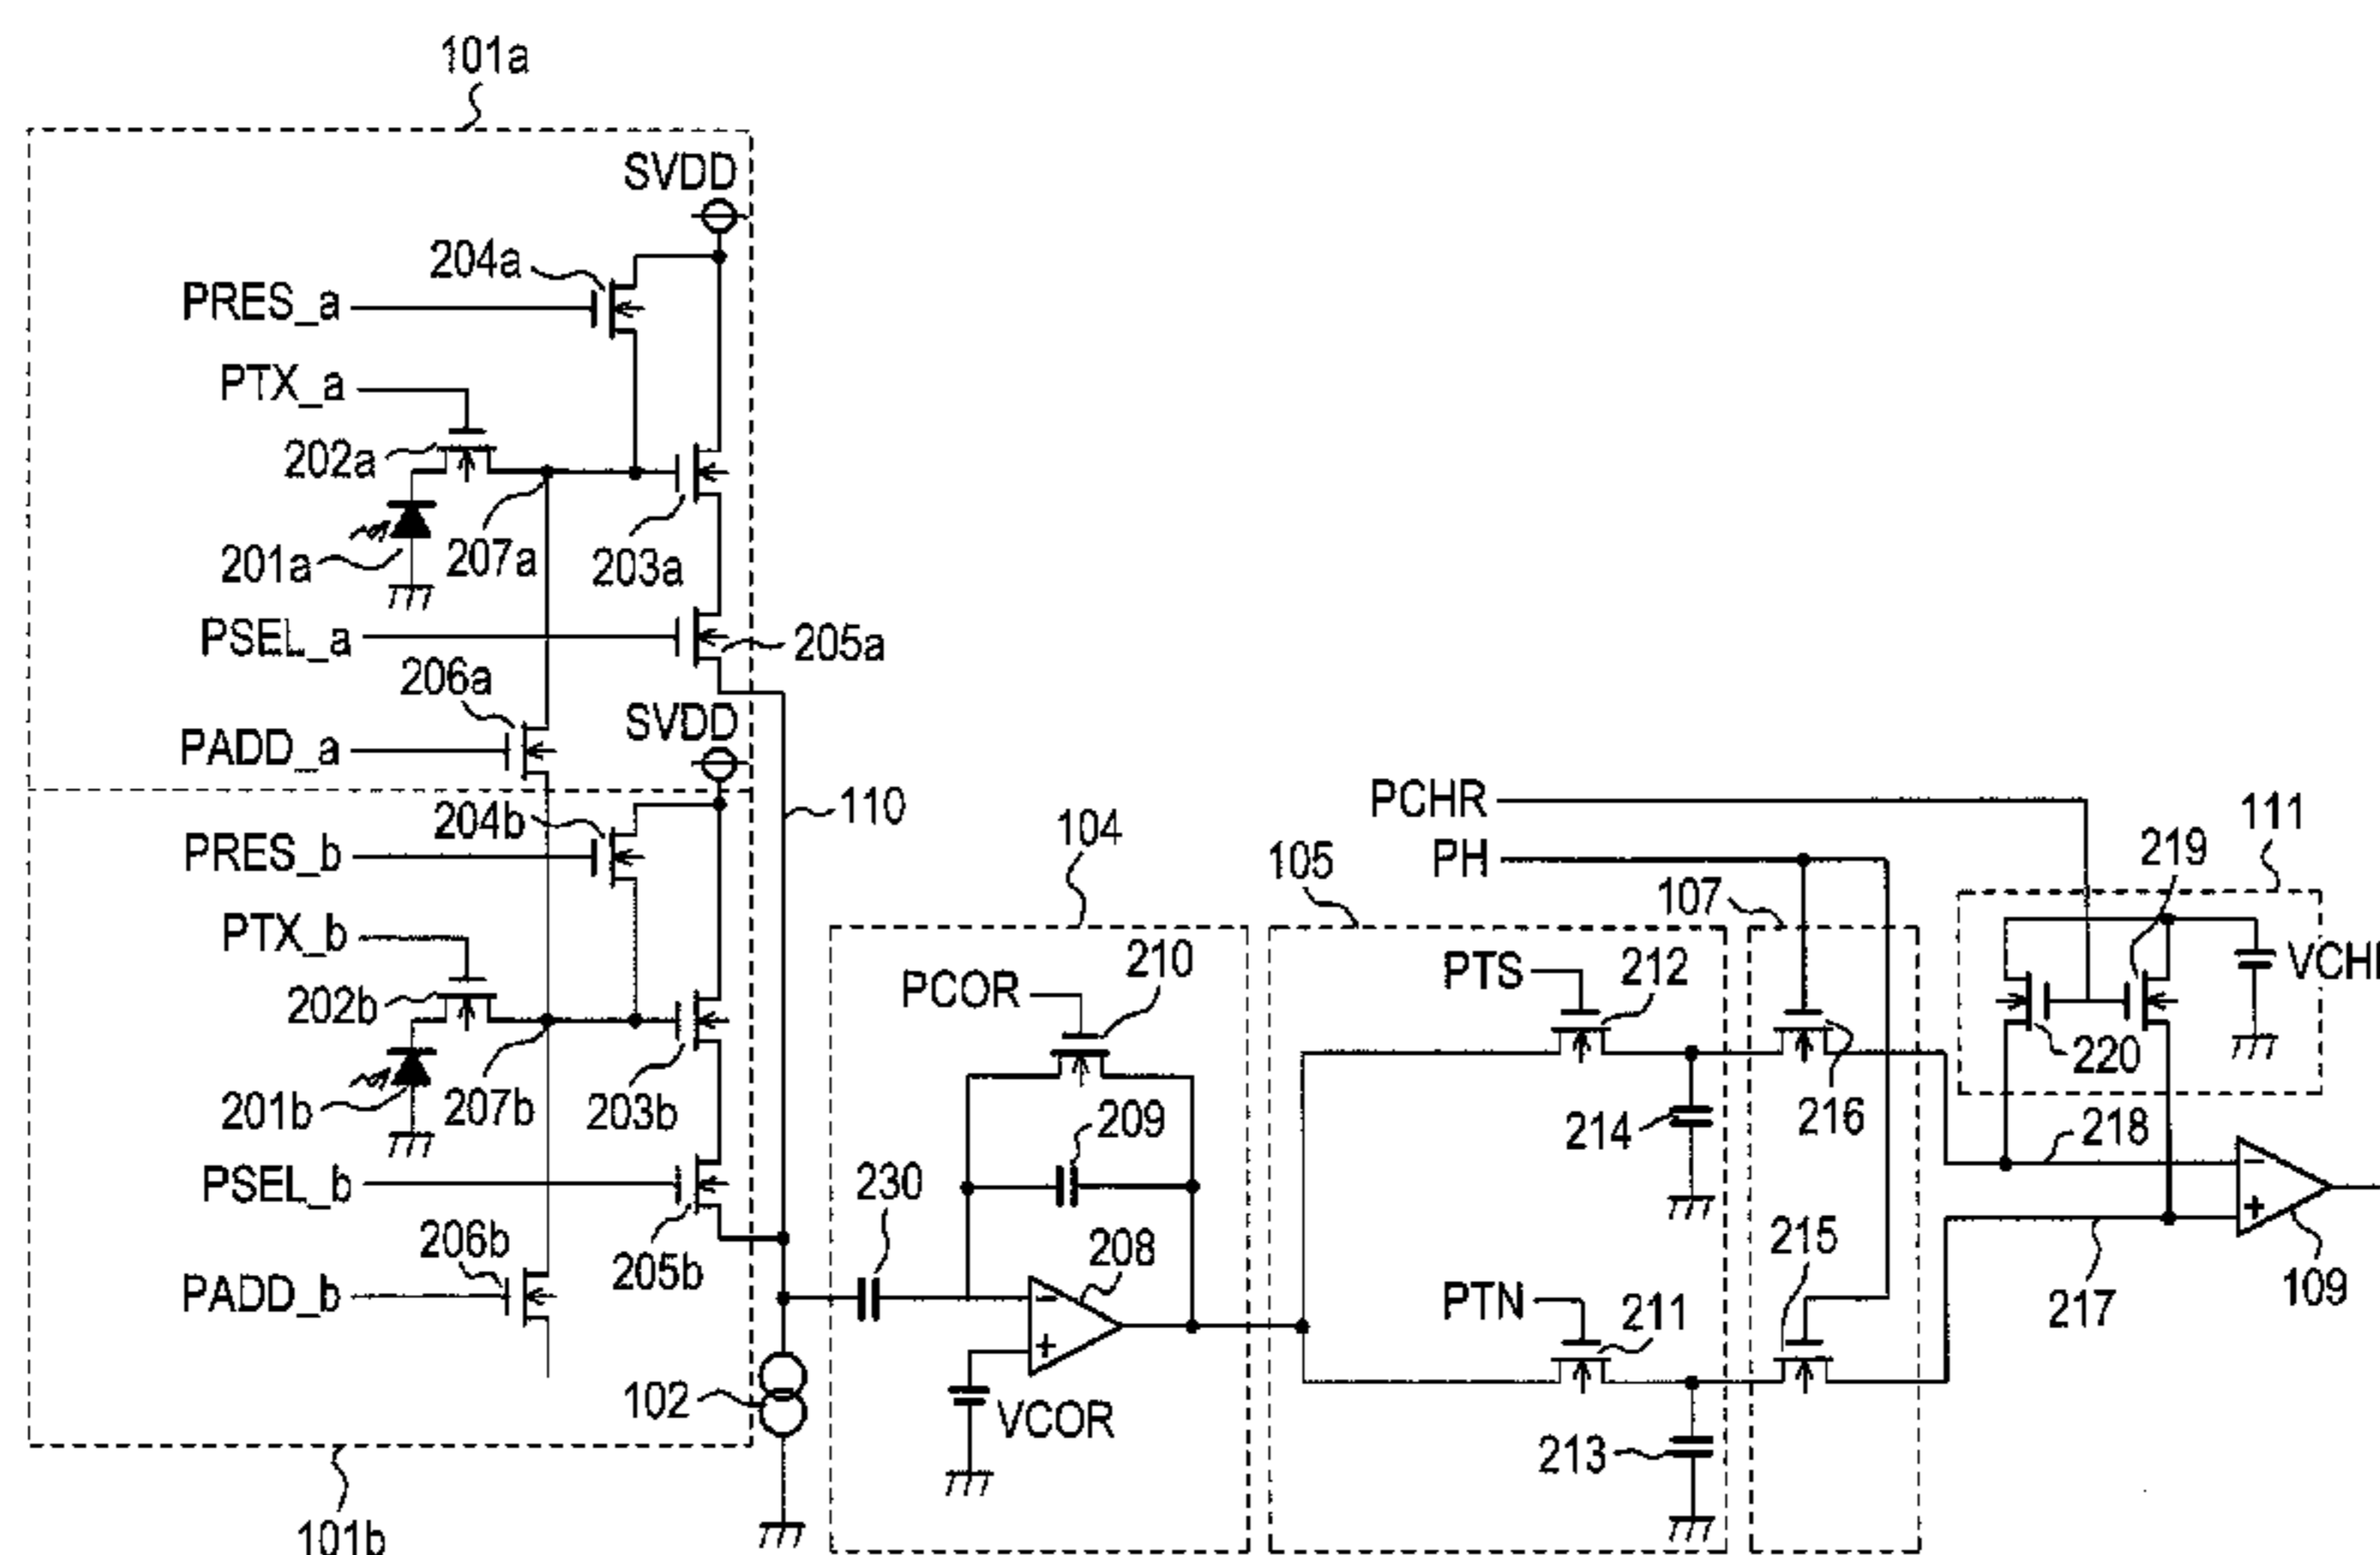 101a
SVDD
204a
PRES_a
PTX_a
202a
201a
207a
203a
PSEL_a
205a
206a
SVDD
PADD_a
204b
110
PRES_b
PTX_b
202b
201b
207b
203b
PSEL_b
206b
205b
PADD_b
102
101b
104
PCOR
210
209
230
208
VCOR
105
PTS
212
214
PTN
211
213
PCHR
PH
107
216
215
111
219
220
218
217
109